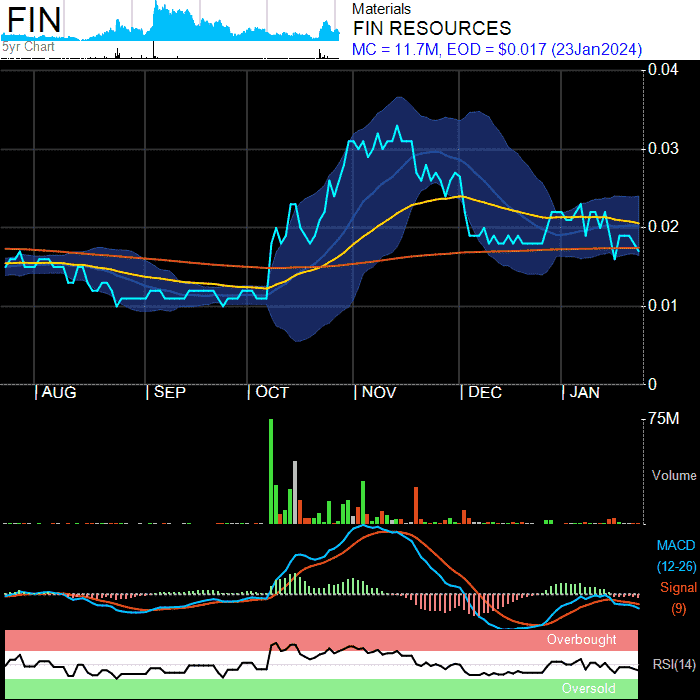 FIN
5yr Chart
Materials
FIN RESOURCES
MC = 11.7M, EOD = $0.017 (23Jan2024)
0.04
0.03
0.02
0.01
0
AUG SEP OCT NOV DEC JAN
75M
Volume
MACD
(12-26)
Signal
(9)
Overbought
RSI(14)
Oversold